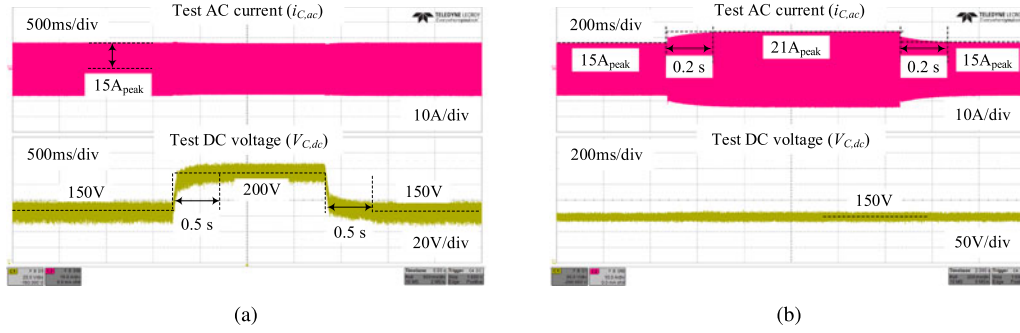 500ms/div
Test AC current (iC,ac)
TELEDYNE LECROY
15Apeak
10A/div
500ms/div
Test DC voltage (VC,dc)
150V
200V
150V
0.5 s
0.5 s
20V/div
(a)
200ms/div
Test AC current (iC,ac)
TELEDYNE LECROY
15Apeak
0.2 s
21Apeak
0.2 s
15Apeak
10A/div
200ms/div
Test DC voltage (VC,dc)
150V
50V/div
(b)